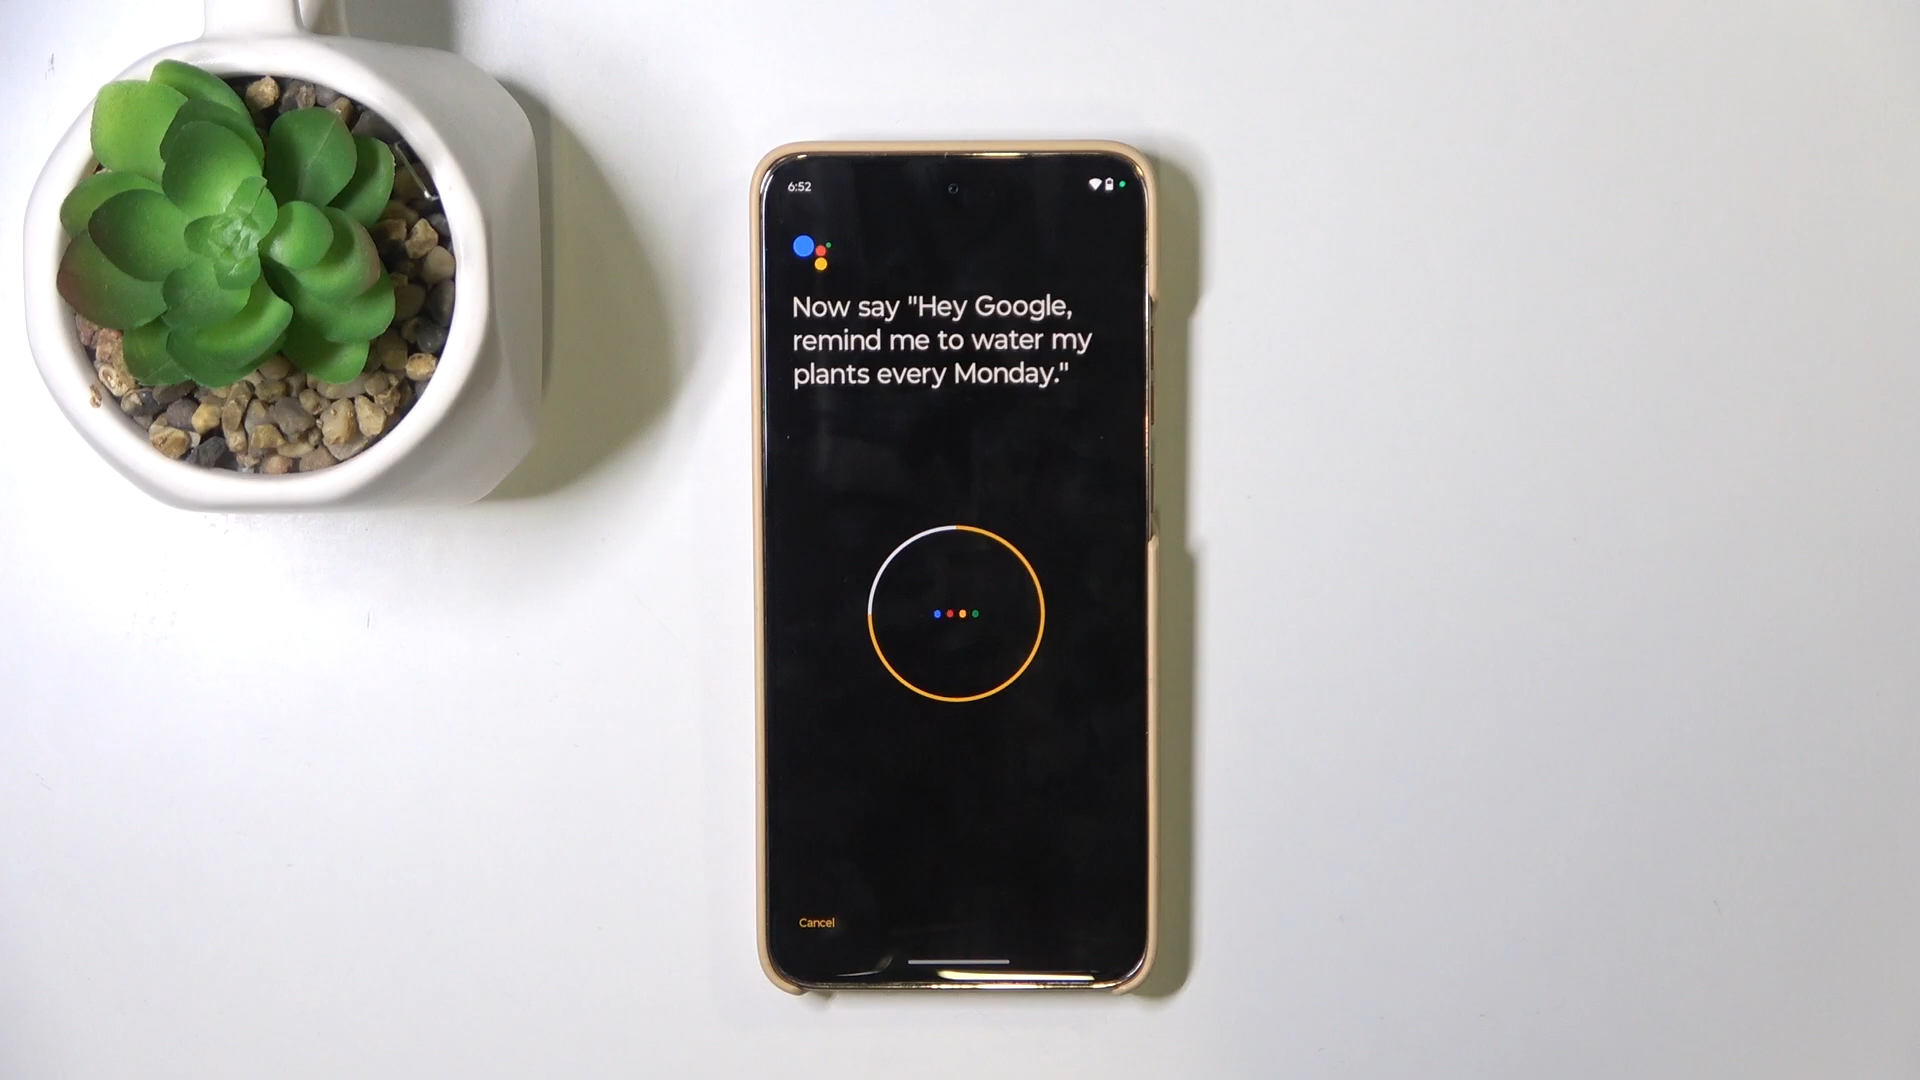 6:52
Now say "Hey Google,
remind me to water my
plants every Monday."
Cancel